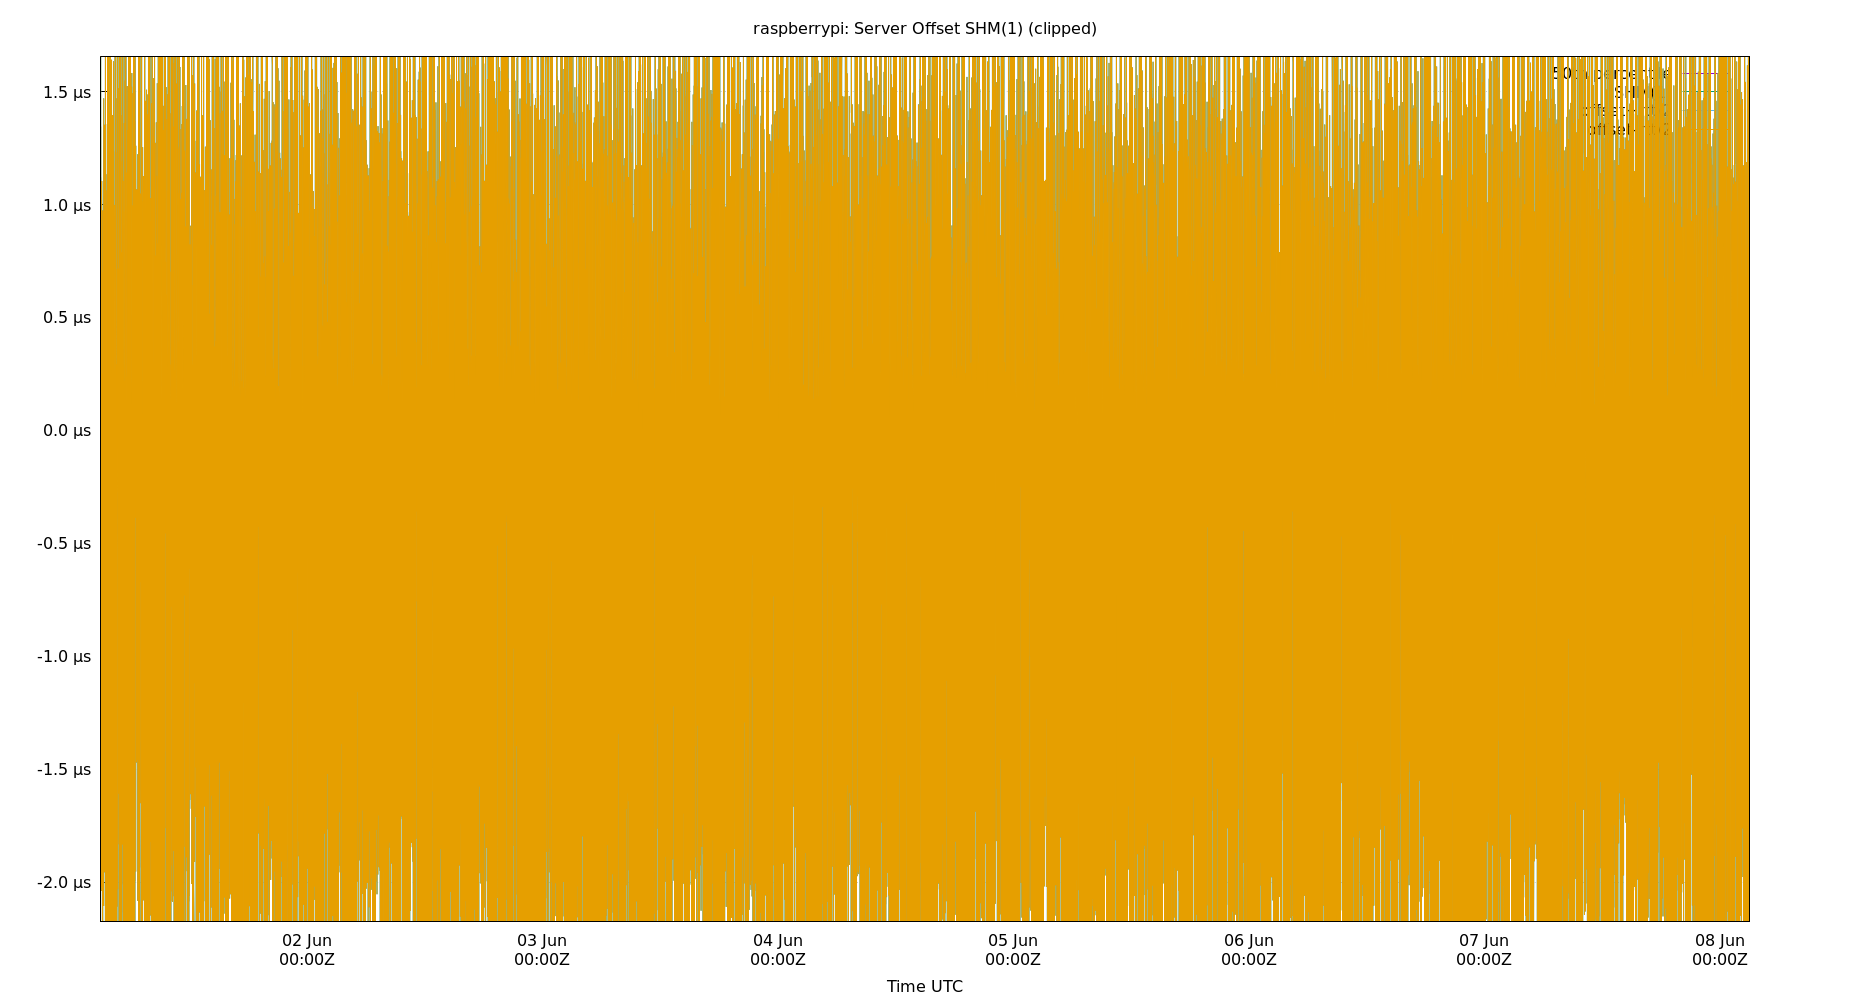 raspberrypi: Server Offset SHM(1) (clipped)
1.5 µs
1.0 µs
0.5 µs
0.0 µs
-0.5 µs
-1.0 µs
-1.5 µs
-2.0 µs
02 Jun 03 Jun 04 Jun 05 Jun 06 Jun 07 Jun 08 Jun
00:00Z 00:00Z 00:00Z 00:00Z 00:00Z 00:00Z 00:00Z
Time UTC